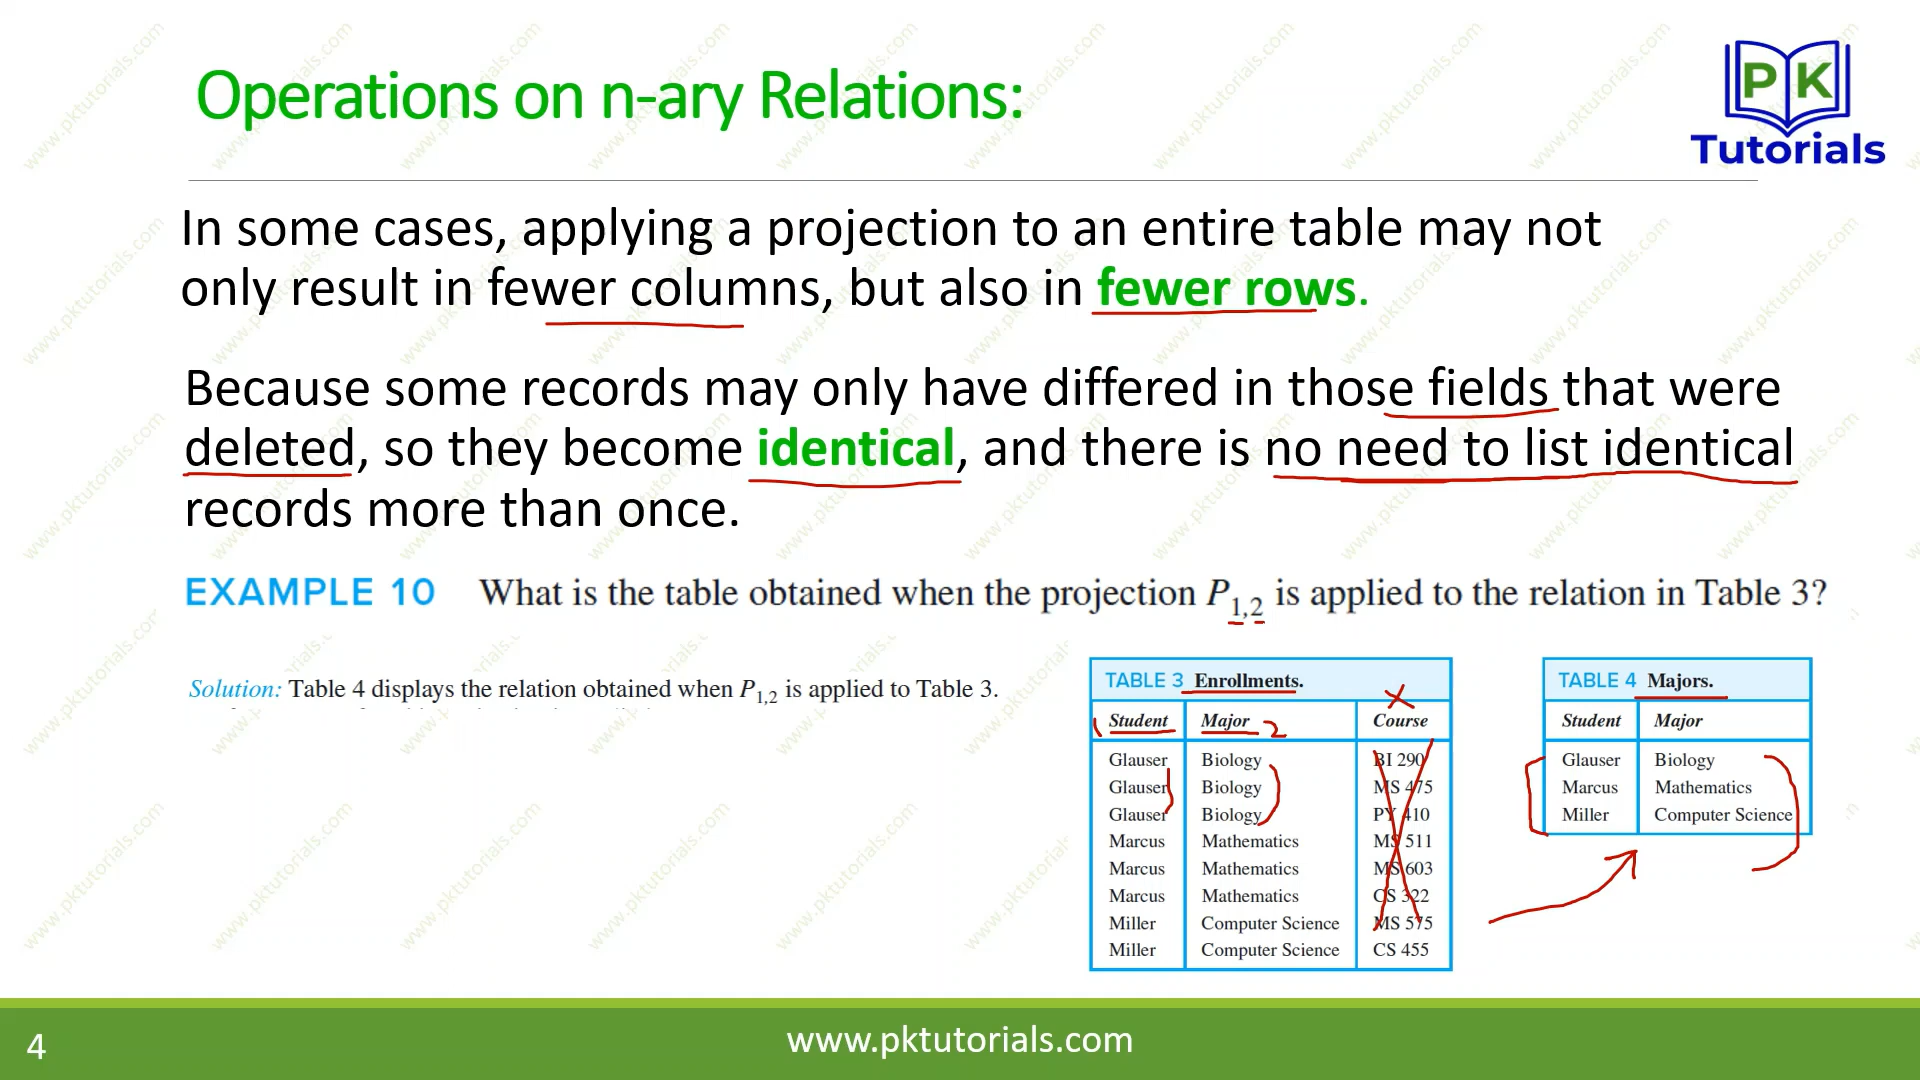 Operations on n-ary Relations:
PK
Tutorials
In some cases, applying a projection to an entire table may not
only result in fewer columns, but also in fewer rows.
Because some records may only have differed in those fields that were
deleted, so they become identical, and there is no need to list identical
records more than once.
EXAMPLE 10 What is the table obtained when the projection P1,2 is applied to the relation in Table 3?
Solution: Table 4 displays the relation obtained when P1,2 is applied to Table 3.
TABLE 3 Enrollments.
1 Student Major 2 Course
Glauser Biology BI 290
Glauser Biology MS 475
Glauser Biology PY 410
Marcus Mathematics MS 511
Marcus Mathematics MS 603
Marcus Mathematics CS 322
Miller Computer Science MS 575
Miller Computer Science CS 455
TABLE 4 Majors.
Student Major
Glauser Biology
Marcus Mathematics
Miller Computer Science
4
www.pktutorials.com